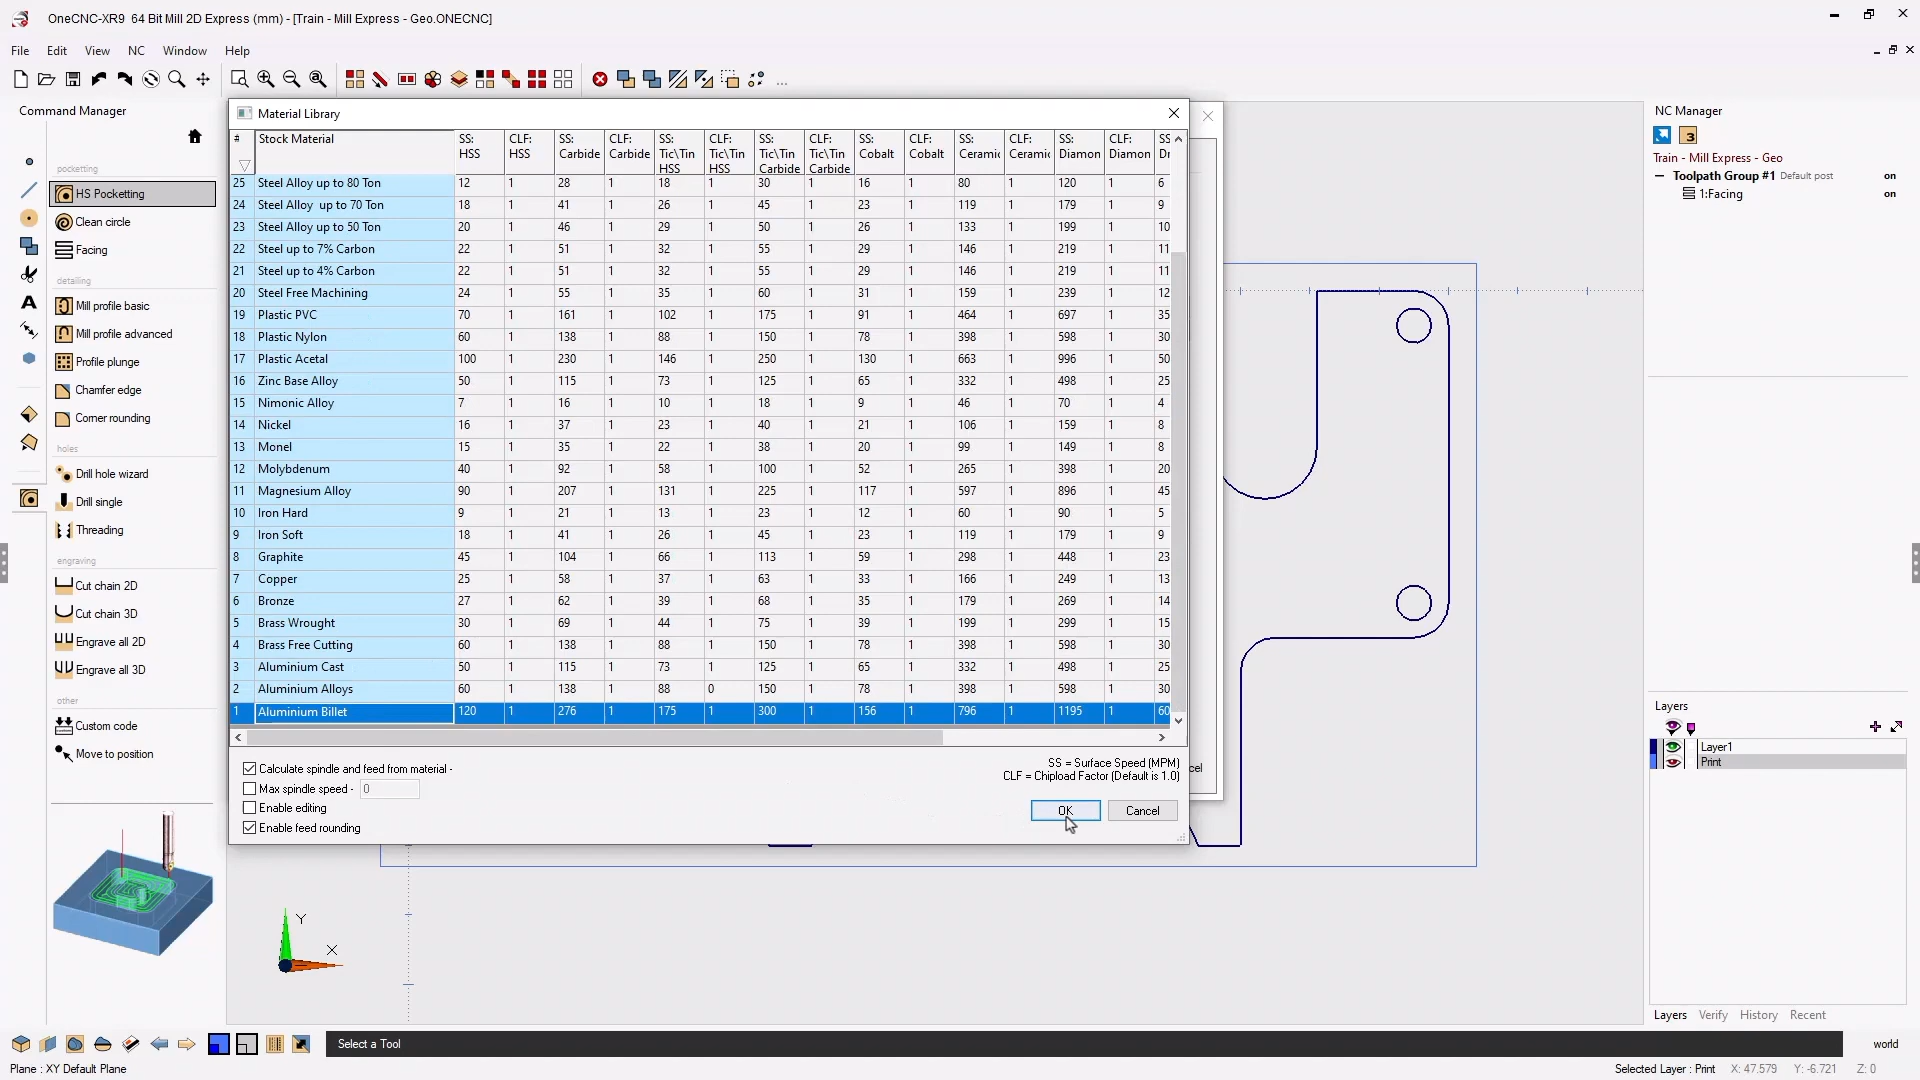 OneCNC-XR9 64 Bit Mill 2D Express (mm) - [Train - Mill Express - Geo.ONECNC]
File Edit View NC Window Help
Command Manager
pocketting
HS Pocketting
Clean circle
Facing
detailing
Mill profile basic
Mill profile advanced
Profile plunge
Chamfer edge
Corner rounding
holes
Drill hole wizard
Drill single
Threading
engraving
Cut chain 2D
Cut chain 3D
Engrave all 2D
Engrave all 3D
other
Custom code
Move to position
Material Library
# Stock Material SS: HSS CLF: HSS SS: Carbide CLF: Carbide SS: Tic\Tin HSS CLF: Tic\Tin HSS SS: Tic\Tin Carbide CLF: Tic\Tin Carbide SS: Cobalt CLF: Cobalt SS: Ceramic CLF: Ceramic SS: Diamon CLF: Diamon SS Dr
25 Steel Alloy up to 80 Ton 12 1 28 1 18 1 30 1 16 1 80 1 120 1 6
24 Steel Alloy up to 70 Ton 18 1 41 1 26 1 45 1 23 1 119 1 179 1 9
23 Steel Alloy up to 50 Ton 20 1 46 1 29 1 50 1 26 1 133 1 199 1 10
22 Steel up to 7% Carbon 22 1 51 1 32 1 55 1 29 1 146 1 219 1 11
21 Steel up to 4% Carbon 22 1 51 1 32 1 55 1 29 1 146 1 219 1 11
20 Steel Free Machining 24 1 55 1 35 1 60 1 31 1 159 1 239 1 12
19 Plastic PVC 70 1 161 1 102 1 175 1 91 1 464 1 697 1 35
18 Plastic Nylon 60 1 138 1 88 1 150 1 78 1 398 1 598 1 30
17 Plastic Acetal 100 1 230 1 146 1 250 1 130 1 663 1 996 1 50
16 Zinc Base Alloy 50 1 115 1 73 1 125 1 65 1 332 1 498 1 25
15 Nimonic Alloy 7 1 16 1 10 1 18 1 9 1 46 1 70 1 4
14 Nickel 16 1 37 1 23 1 40 1 21 1 106 1 159 1 8
13 Monel 15 1 35 1 22 1 38 1 20 1 99 1 149 1 8
12 Molybdenum 40 1 92 1 58 1 100 1 52 1 265 1 398 1 20
11 Magnesium Alloy 90 1 207 1 131 1 225 1 117 1 597 1 896 1 45
10 Iron Hard 9 1 21 1 13 1 23 1 12 1 60 1 90 1 5
9 Iron Soft 18 1 41 1 26 1 45 1 23 1 119 1 179 1 9
8 Graphite 45 1 104 1 66 1 113 1 59 1 298 1 448 1 23
7 Copper 25 1 58 1 37 1 63 1 33 1 166 1 249 1 13
6 Bronze 27 1 62 1 39 1 68 1 35 1 179 1 269 1 14
5 Brass Wrought 30 1 69 1 44 1 75 1 39 1 199 1 299 1 15
4 Brass Free Cutting 60 1 138 1 88 1 150 1 78 1 398 1 598 1 30
3 Aluminium Cast 50 1 115 1 73 1 125 1 65 1 332 1 498 1 25
2 Aluminium Alloys 60 1 138 1 88 0 150 1 78 1 398 1 598 1 30
1 Aluminium Billet 120 1 276 1 175 1 300 1 156 1 796 1 1195 1 60
Calculate spindle and feed from material -
Max spindle speed - 0
Enable editing
Enable feed rounding
SS = Surface Speed (MPM)
CLF = Chipload Factor (Default is 1.0)
OK Cancel
cel
Y
X
NC Manager
3
Train - Mill Express - Geo
Toolpath Group #1 Default post on
1:Facing on
Layers
Layer1
Print
Layers Verify History Recent
Select a Tool
world
Plane : XY Default Plane
Selected Layer : Print X: 47.579 Y: -6.721 Z: 0